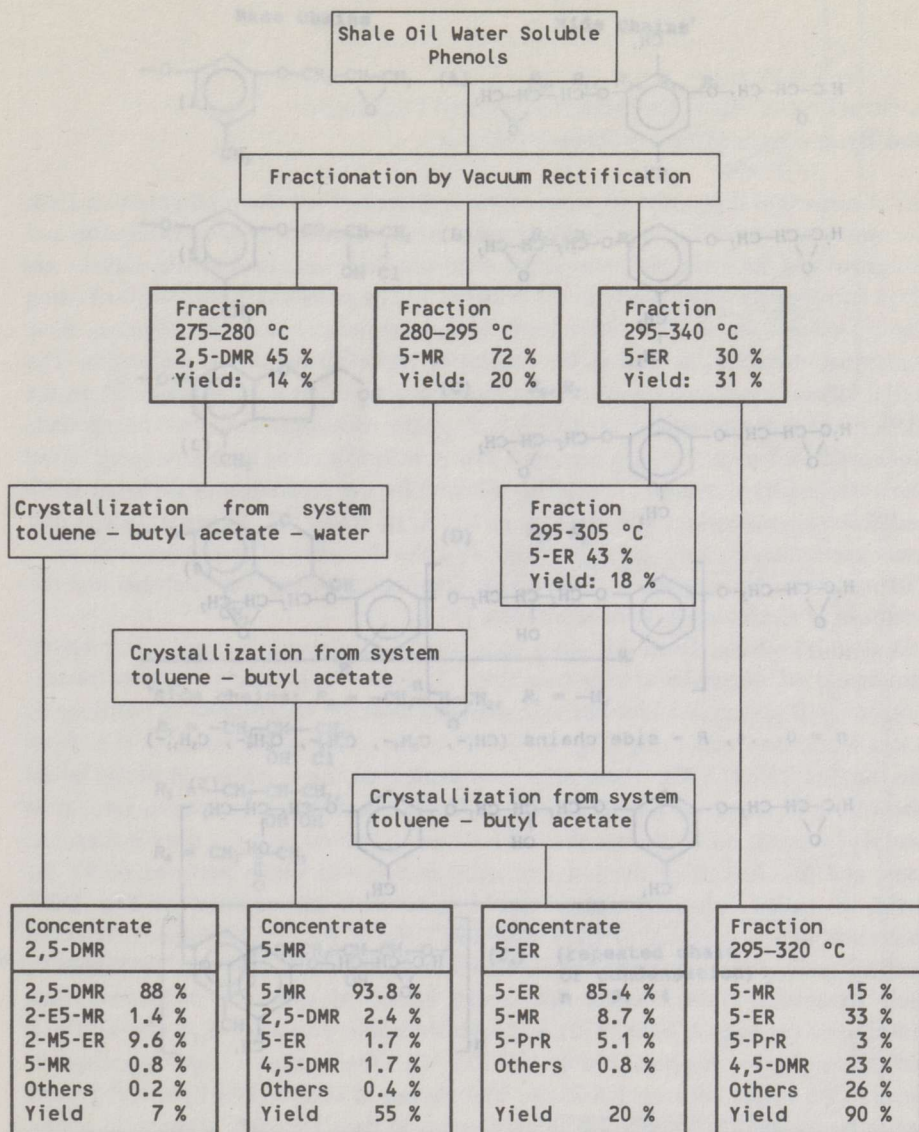 Shale Oil Water Soluble
Phenols
Fractionation by Vacuum Rectification
Fraction
275-280 °C
2,5-DMR 45 %
Yield: 14 %
Fraction
280-295 °C
5-MR 72 %
Yield: 20 %
Fraction
295-340 °C
5-ER 30 %
Yield: 31 %
Crystallization from system
toluene – butyl acetate – water
Fraction
295-305 °C
5-ER 43 %
Yield: 18 %
Crystallization from system
toluene – butyl acetate
Crystallization from system
toluene – butyl acetate
Concentrate
2,5-DMR
2,5-DMR 88 %
2-E5-MR 1.4 %
2-M5-ER 9.6 %
5-MR 0.8 %
Others 0.2 %
Yield 7 %
Concentrate
5-MR
5-MR 93.8 %
2,5-DMR 2.4 %
5-ER 1.7 %
4,5-DMR 1.7 %
Others 0.4 %
Yield 55 %
Concentrate
5-ER
5-ER 85.4 %
5-MR 8.7 %
5-PrR 5.1 %
Others 0.8 %
Yield 20 %
Fraction
295-320 °C
5-MR 15 %
5-ER 33 %
5-PrR 3 %
4,5-DMR 23 %
Others 26 %
Yield 90 %